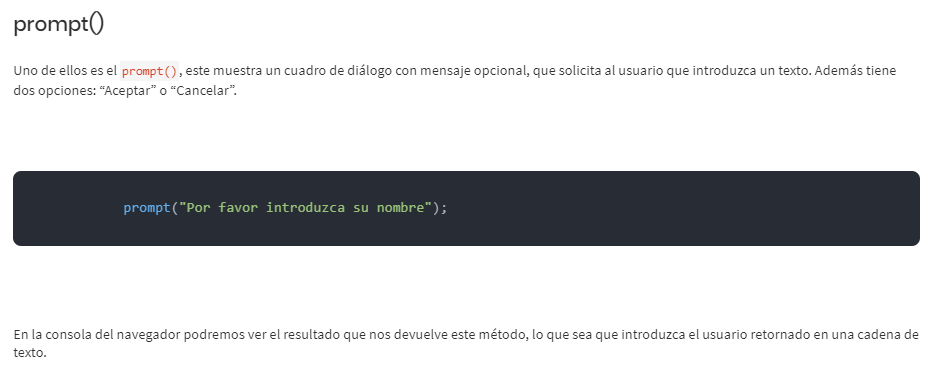 prompt()
Uno de ellos es el prompt(), este muestra un cuadro de diálogo con mensaje opcional, que solicita al usuario que introduzca un texto. Además tiene
dos opciones: “Aceptar” o “Cancelar”.
prompt("Por favor introduzca su nombre");
En la consola del navegador podremos ver el resultado que nos devuelve este método, lo que sea que introduzca el usuario retornado en una cadena de
texto.